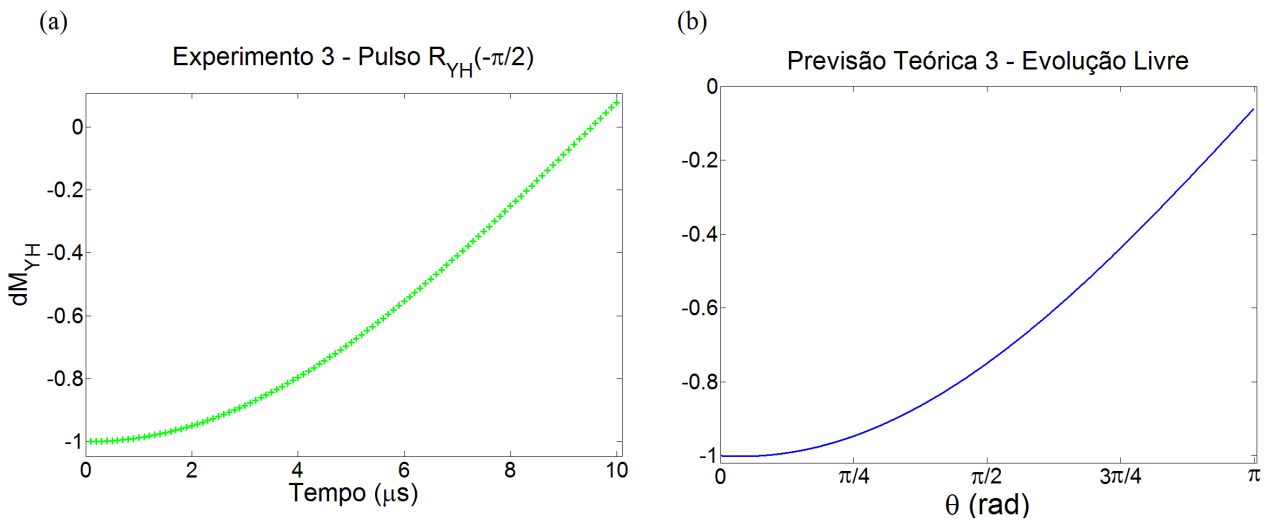 (a)
Experimento 3 - Pulso R_YH(-π/2)
dM_YH
0
-0.2
-0.4
-0.6
-0.8
-1
0 2 4 6 8 10
Tempo (μs)
(b)
Previsão Teórica 3 - Evolução Livre
0
-0.2
-0.4
-0.6
-0.8
-1
0 π/4 π/2 3π/4 π
θ (rad)